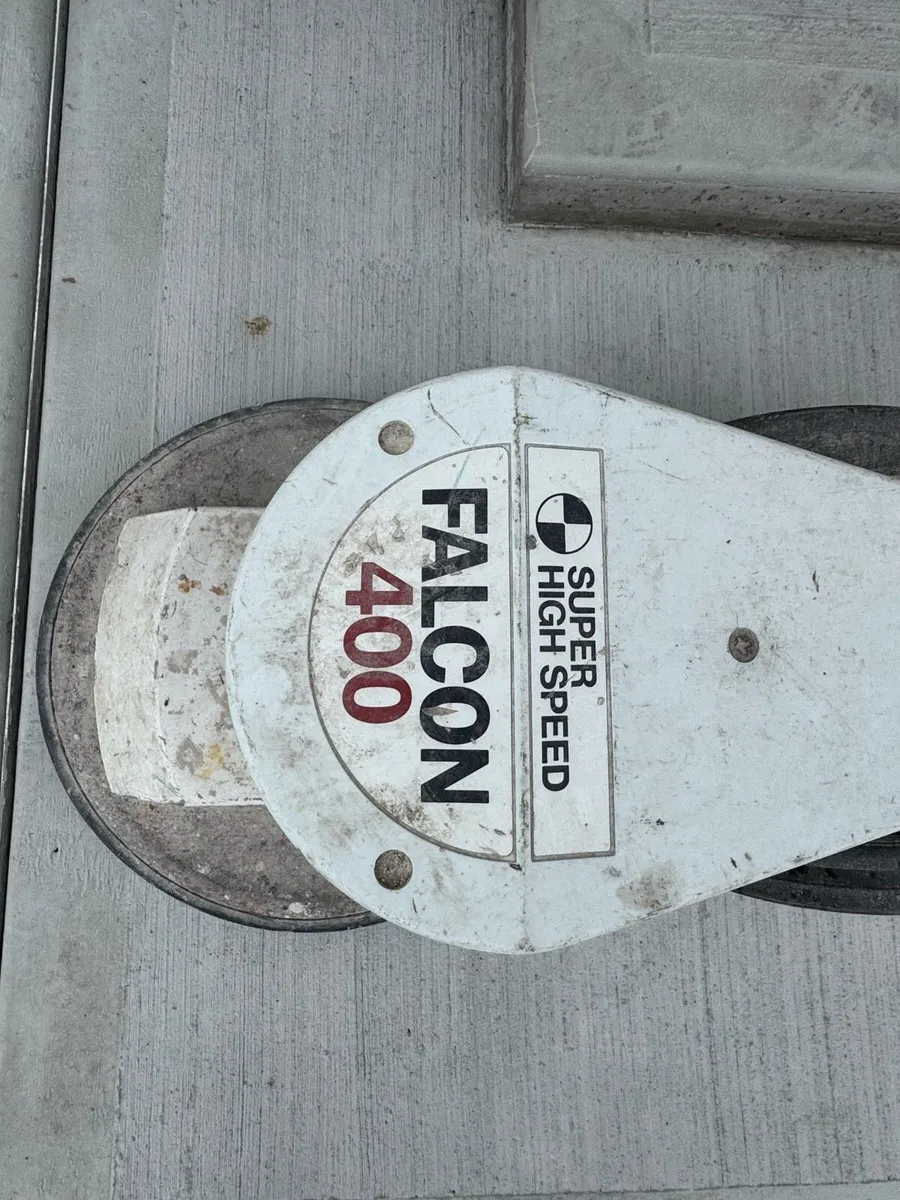 SUPER
HIGH SPEED
FALCON
400